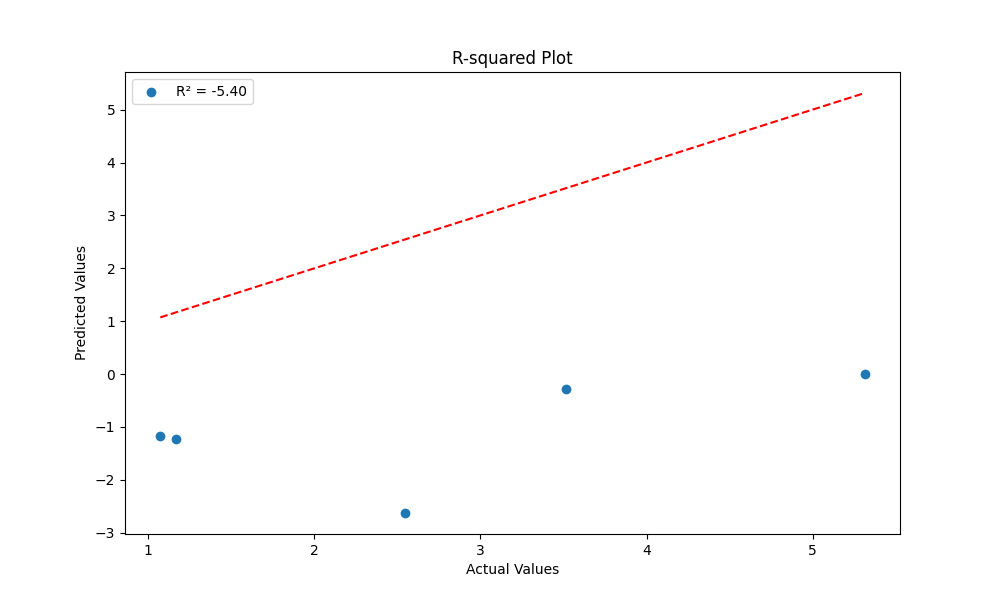 R-squared Plot
R² = -5.40
5
4
3
2
1
0
−1
−2
−3
Predicted Values
1 2 3 4 5
Actual Values